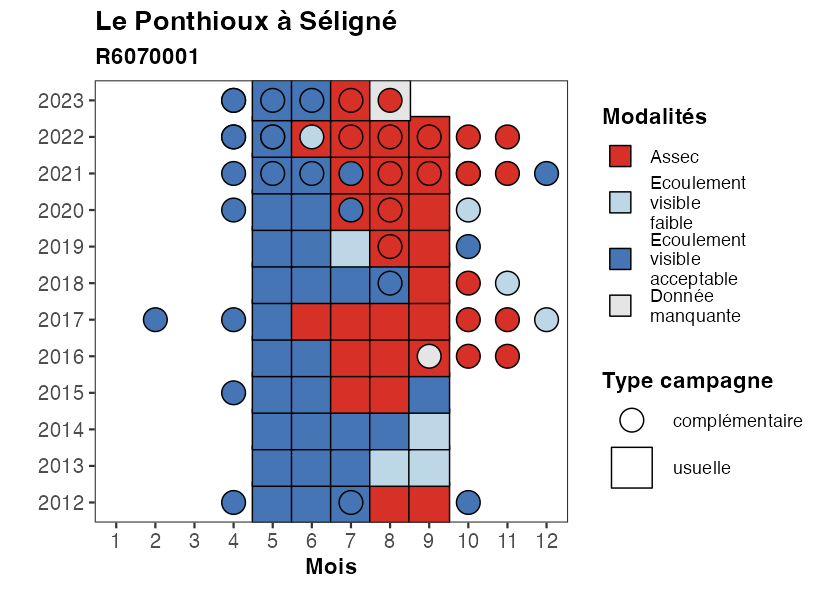 Le Ponthioux à Séligné
R6070001
2023
2022
2021
2020
2019
2018
2017
2016
2015
2014
2013
2012
1 2 3 4 5 6 7 8 9 10 11 12
Mois
Modalités
Assec
Ecoulement
visible
faible
Ecoulement
visible
acceptable
Donnée
manquante
Type campagne
complémentaire
usuelle